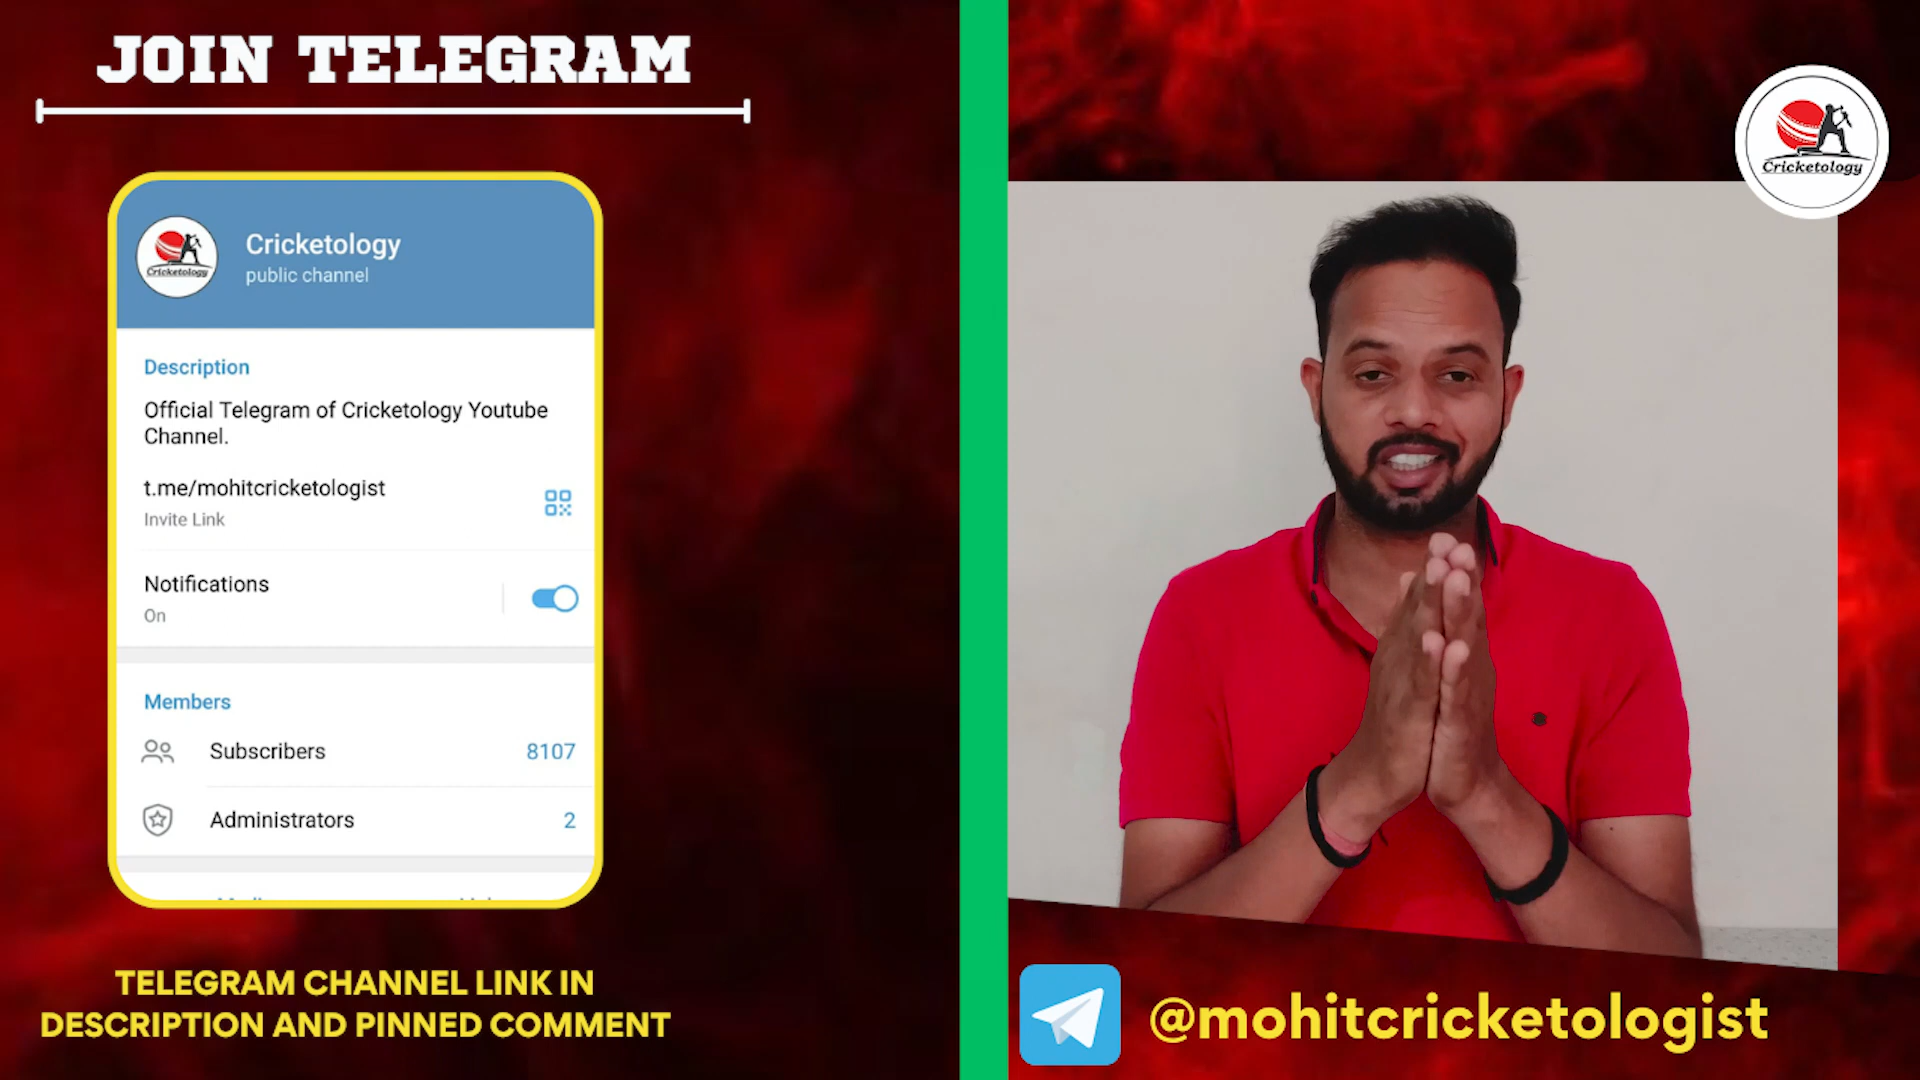 JOIN TELEGRAM
Cricketology
Cricketology
public channel
Description
Official Telegram of Cricketology Youtube
Channel.
t.me/mohitcricketologist
Invite Link
Notifications
On
Members
Subscribers 8107
Administrators 2
TELEGRAM CHANNEL LINK IN
DESCRIPTION AND PINNED COMMENT
Cricketology
@mohitcricketologist